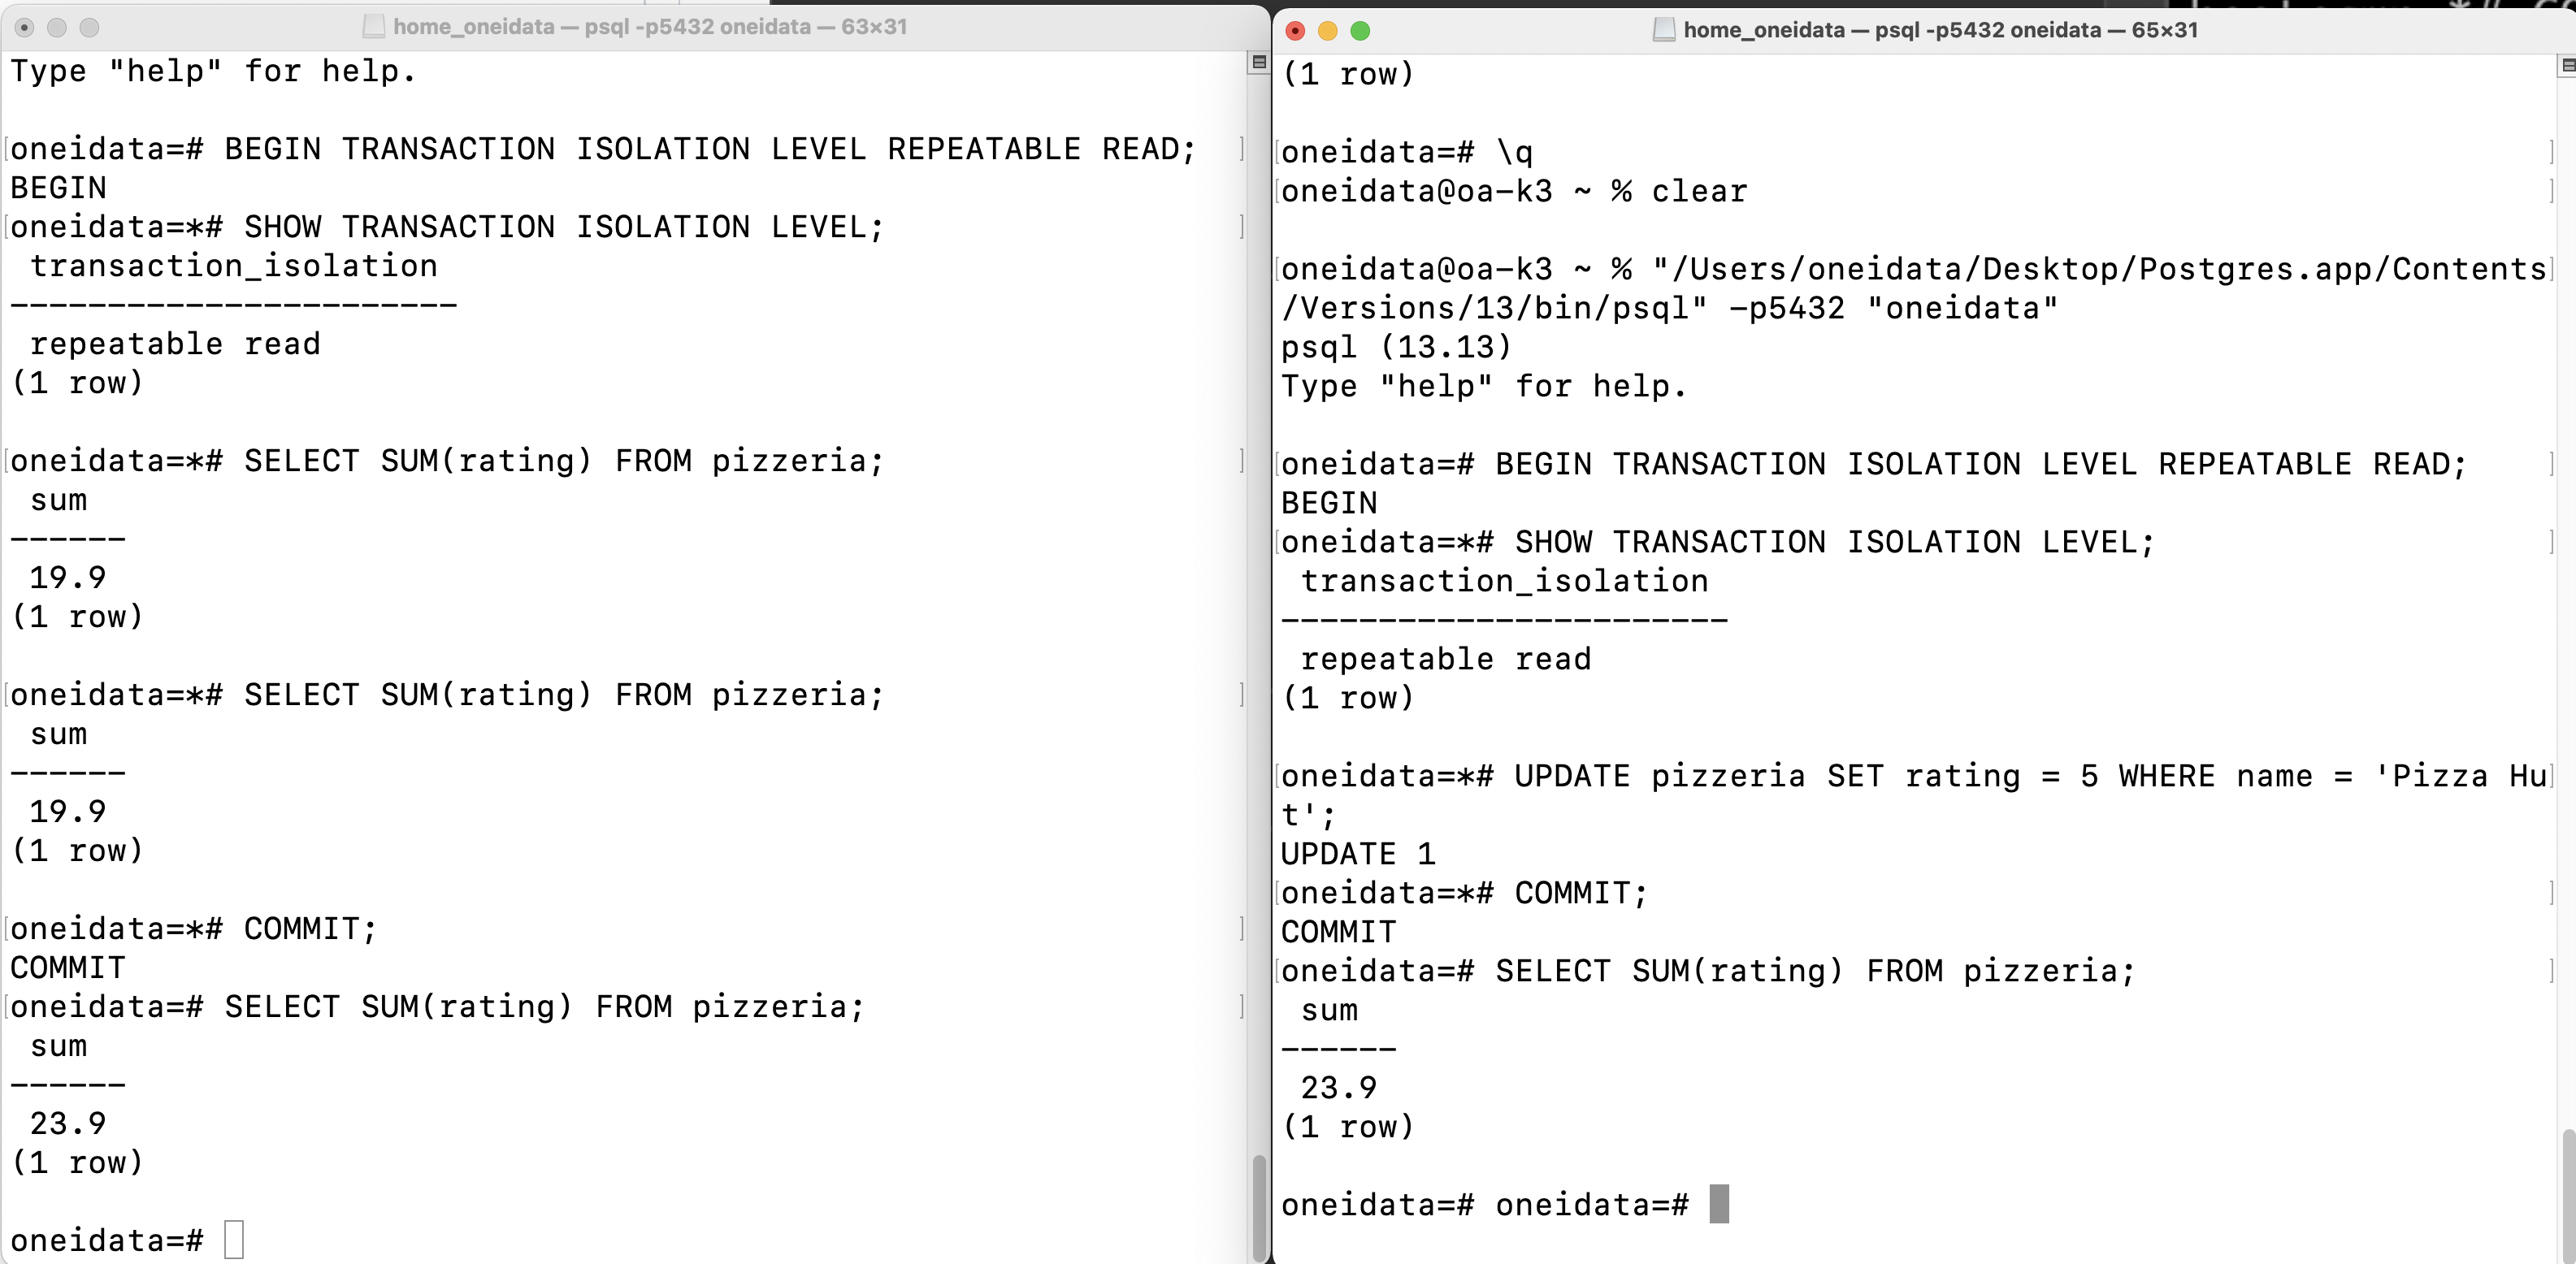 home_oneidata — psql -p5432 oneidata — 63×31
Type "help" for help.
oneidata=# BEGIN TRANSACTION ISOLATION LEVEL REPEATABLE READ;
BEGIN
oneidata=*# SHOW TRANSACTION ISOLATION LEVEL;
transaction_isolation
-----------------------
repeatable read
(1 row)
oneidata=*# SELECT SUM(rating) FROM pizzeria;
sum
------
19.9
(1 row)
oneidata=*# SELECT SUM(rating) FROM pizzeria;
sum
------
19.9
(1 row)
oneidata=*# COMMIT;
COMMIT
oneidata=# SELECT SUM(rating) FROM pizzeria;
sum
------
23.9
(1 row)
oneidata=#
home_oneidata — psql -p5432 oneidata — 65×31
(1 row)
oneidata=# \q
oneidata@oa-k3 ~ % clear
oneidata@oa-k3 ~ % "/Users/oneidata/Desktop/Postgres.app/Contents
/Versions/13/bin/psql" -p5432 "oneidata"
psql (13.13)
Type "help" for help.
oneidata=# BEGIN TRANSACTION ISOLATION LEVEL REPEATABLE READ;
BEGIN
oneidata=*# SHOW TRANSACTION ISOLATION LEVEL;
transaction_isolation
-----------------------
repeatable read
(1 row)
oneidata=*# UPDATE pizzeria SET rating = 5 WHERE name = 'Pizza Hu
t';
UPDATE 1
oneidata=*# COMMIT;
COMMIT
oneidata=# SELECT SUM(rating) FROM pizzeria;
sum
------
23.9
(1 row)
oneidata=# oneidata=#